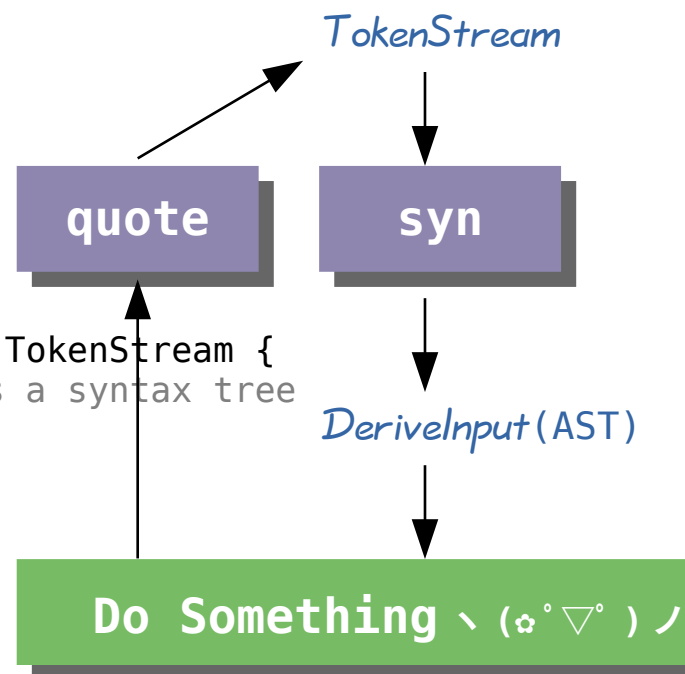 TokenStream
quote
syn
TokenStream {
s a syntax tree
DeriveInput(AST)
Do Something ヽ(✿ﾟ▽ﾟ)ノ